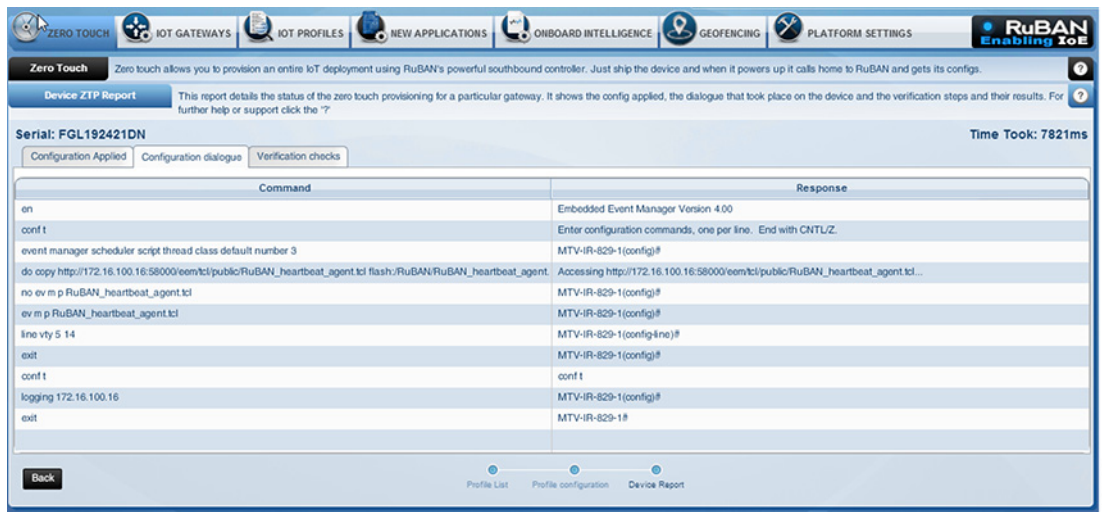 ZERO TOUCH IOT GATEWAYS IOT PROFILES NEW APPLICATIONS ONBOARD INTELLIGENCE GEOFENCING PLATFORM SETTINGS RuBAN
Enabling IoE
Zero Touch Zero touch allows you to provision an entire IoT deployment using RuBAN's powerful southbound controller. Just ship the device and when it powers up it calls home to RuBAN and gets its configs. ?
Device ZTP Report This report details the status of the zero touch provisioning for a particular gateway. It shows the config applied, the dialogue that took place on the device and the verification steps and their results. For ?
further help or support click the '?'
Serial: FGL192421DN Time Took: 7821ms
Configuration Applied Configuration dialogue Verification checks
Command Response
en Embedded Event Manager Version 4.00
conf t Enter configuration commands, one per line. End with CNTL/Z.
event manager scheduler script thread class default number 3 MTV-IR-829-1(config)#
do copy http://172.16.100.16:58000/eem/tcl/public/RuBAN_heartbeat_agent.tcl flash:/RuBAN/RuBAN_heartbeat_agent. Accessing http://172.16.100.16:58000/eem/tcl/public/RuBAN_heartbeat_agent.tcl...
no ev m p RuBAN_heartbeat_agent.tcl MTV-IR-829-1(config)#
ev m p RuBAN_heartbeat_agent.tcl MTV-IR-829-1(config)#
line vty 5 14 MTV-IR-829-1(config-line)#
exit MTV-IR-829-1(config)#
conf t conf t
logging 172.16.100.16 MTV-IR-829-1(config)#
exit MTV-IR-829-1#
Back
Profile List Profile configuration Device Report